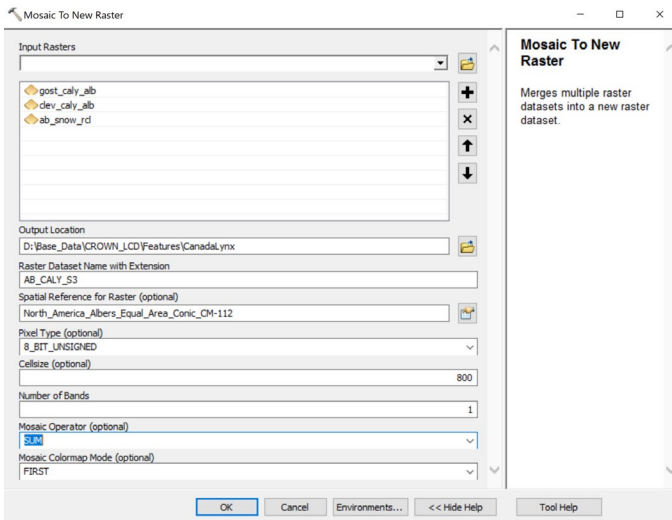 Mosaic To New Raster
Input Rasters
gost_caly_alb
clev_caly_alb
ab_snow_rcl
Output Location
D:\Base_Data\CROWN_LCD\Features\CanadaLynx
Raster Dataset Name with Extension
AB_CALY_S3
Spatial Reference for Raster (optional)
North_America_Albers_Equal_Area_Conic_CM-112
Pixel Type (optional)
8_BIT_UNSIGNED
Cellsize (optional)
800
Number of Bands
1
Mosaic Operator (optional)
SUM
Mosaic Colormap Mode (optional)
FIRST
OK
Cancel
Environments...
<< Hide Help
Mosaic To New
Raster
Merges multiple raster
datasets into a new raster
dataset.
Tool Help